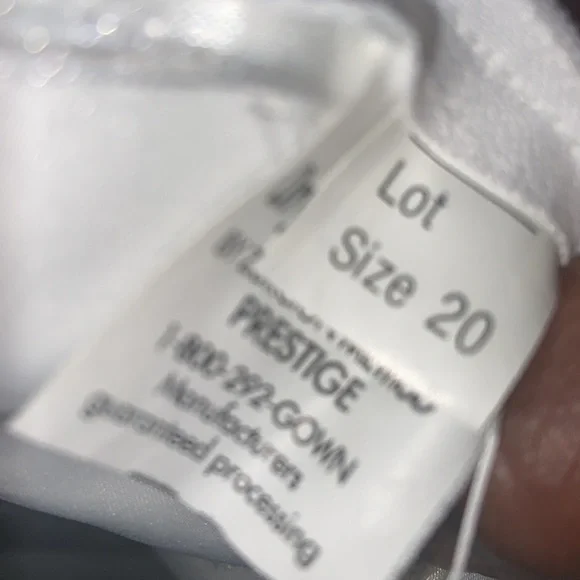 Lot
Size 20
PRESTIGE
1-800-292-GOWN
Manufacturers
guaranteed processing